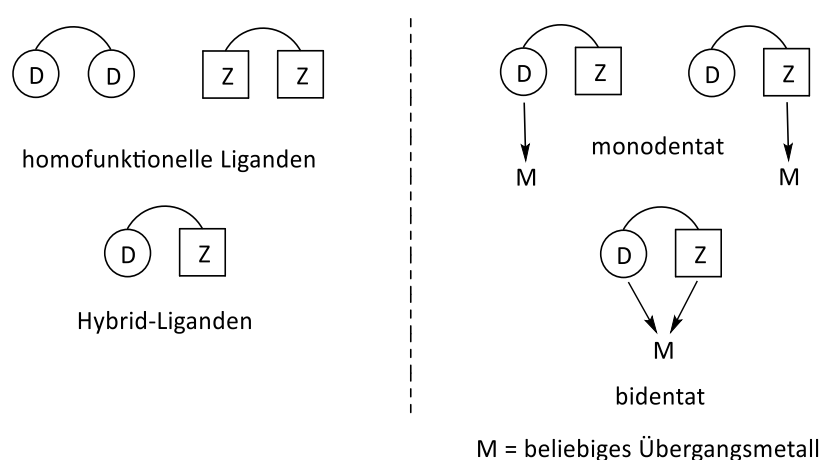 D D Z Z
homofunktionelle Liganden
D Z
Hybrid-Liganden
D Z D Z
monodentat
M M
D Z
M
bidentat
M = beliebiges Übergangsmetall